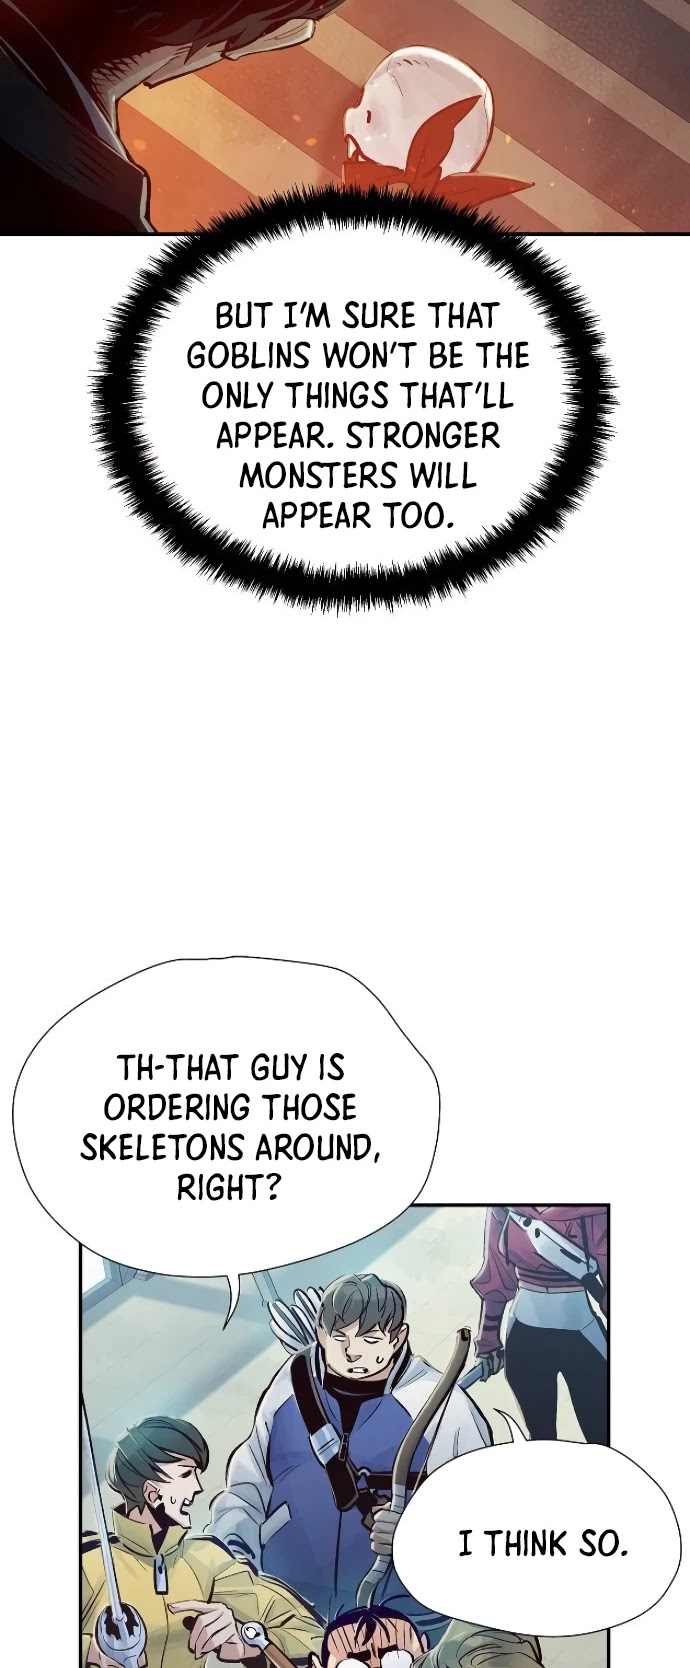 BUT I'M SURE THAT
GOBLINS WON'T BE THE
ONLY THINGS THAT'LL
APPEAR. STRONGER
MONSTERS WILL
APPEAR TOO.
TH-THAT GUY IS
ORDERING THOSE
SKELETONS AROUND,
RIGHT?
I THINK SO.